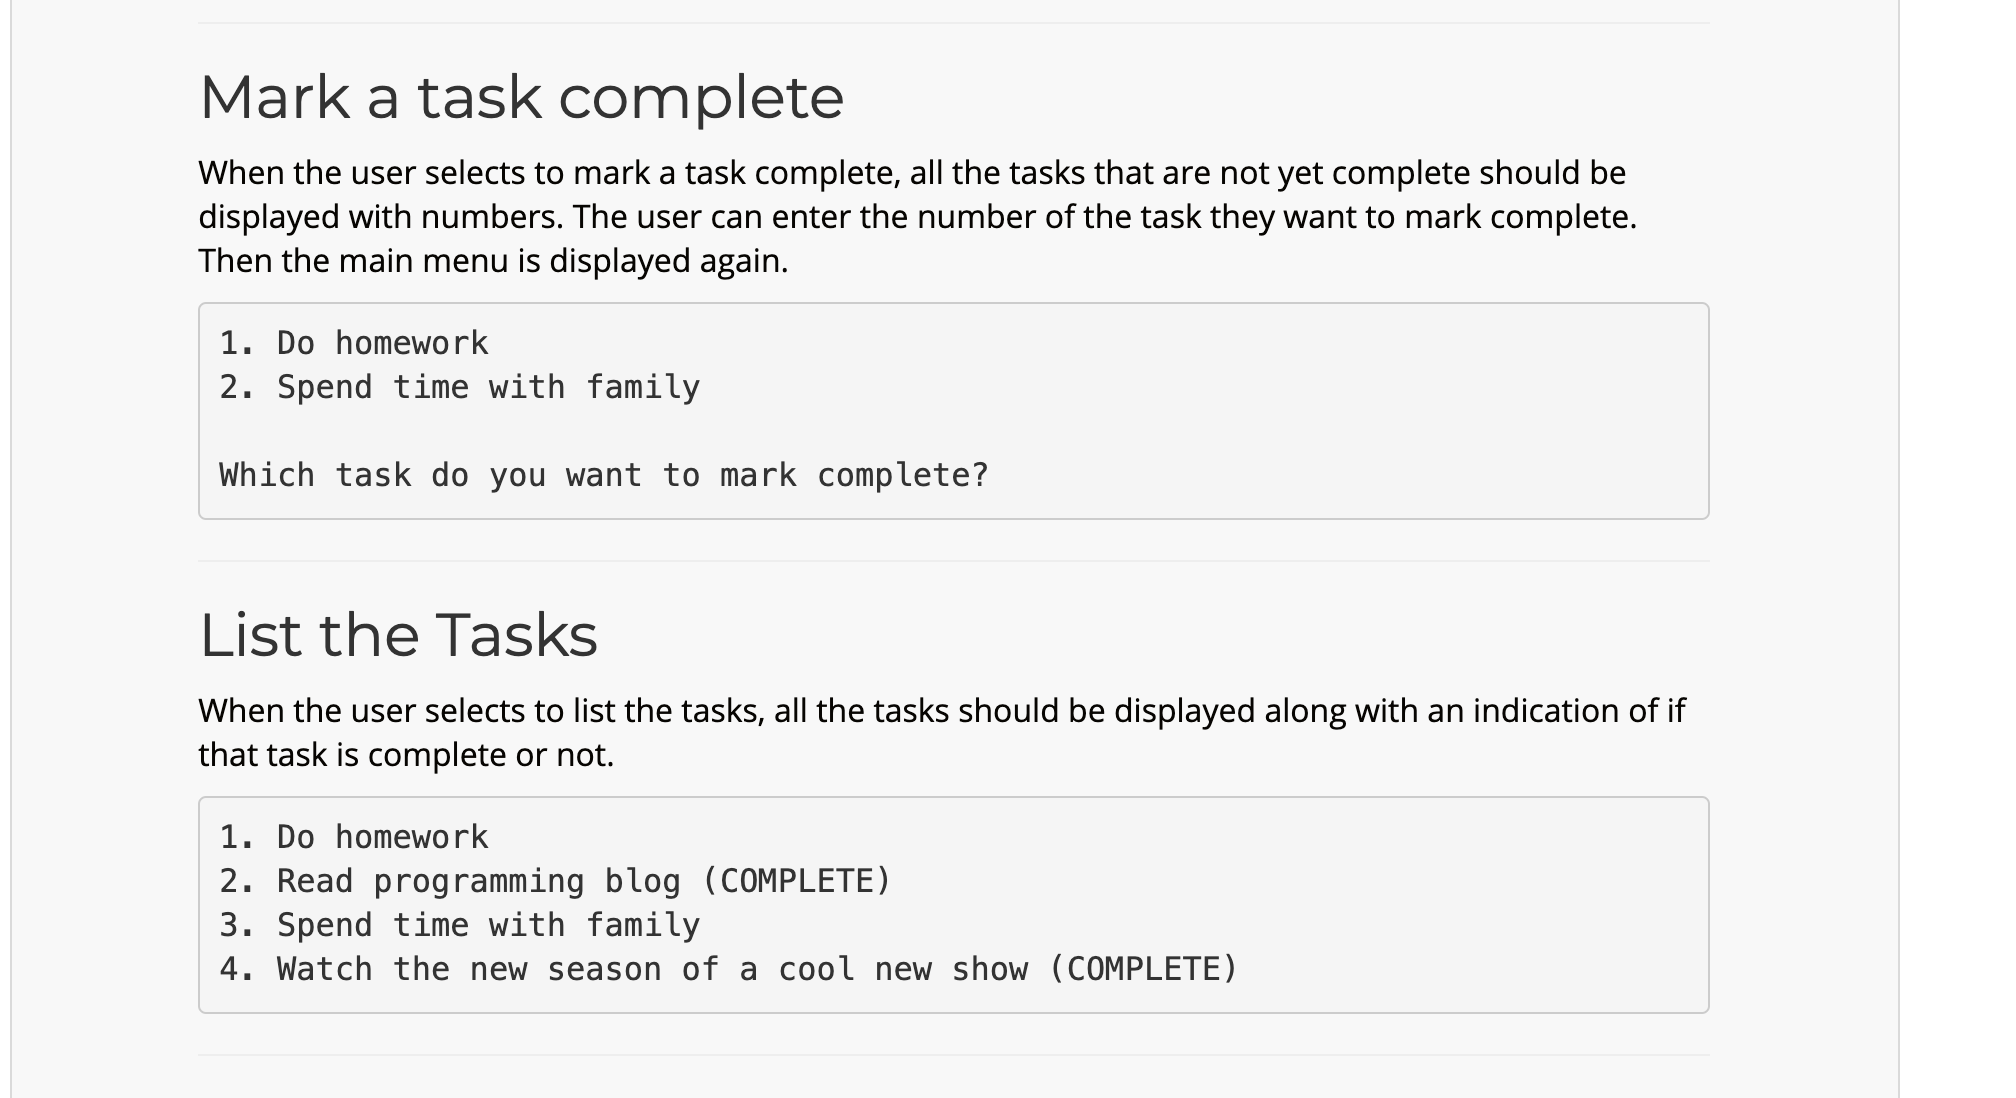 Mark a task complete
When the user selects to mark a task complete, all the tasks that are not yet complete should be
displayed with numbers. The user can enter the number of the task they want to mark complete.
Then the main menu is displayed again.
1. Do homework
2. Spend time with family
Which task do you want to mark complete?
List the Tasks
When the user selects to list the tasks, all the tasks should be displayed along with an indication of if
that task is complete or not.
1. Do homework
2. Read programming blog (COMPLETE)
3. Spend time with family
4. Watch the new season of a cool new show (COMPLETE)